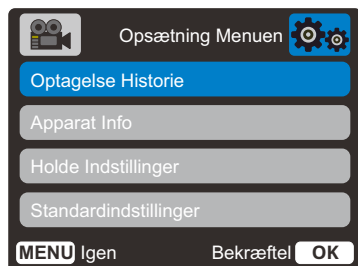 Opsætning Menuen
Optagelse Historie
Apparat Info
Holde Indstillinger
Standardindstillinger
MENU Igen Bekræftel OK